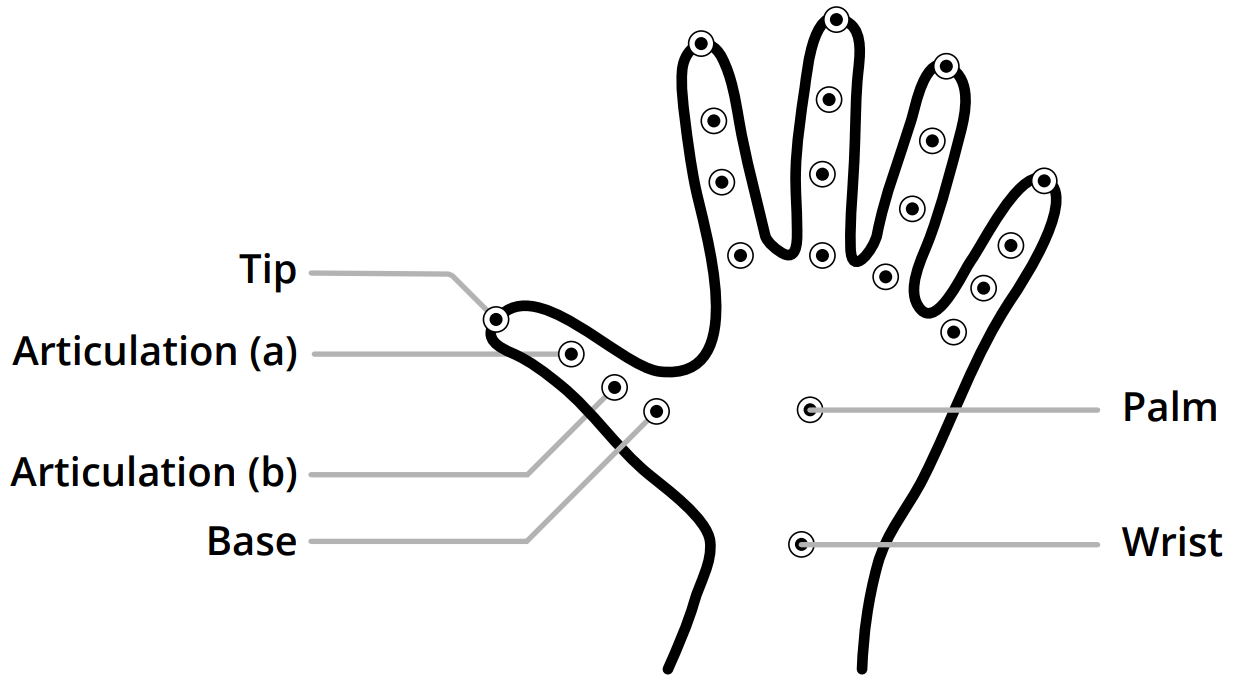 Tip
Articulation (a)
Articulation (b)
Base
Palm
Wrist